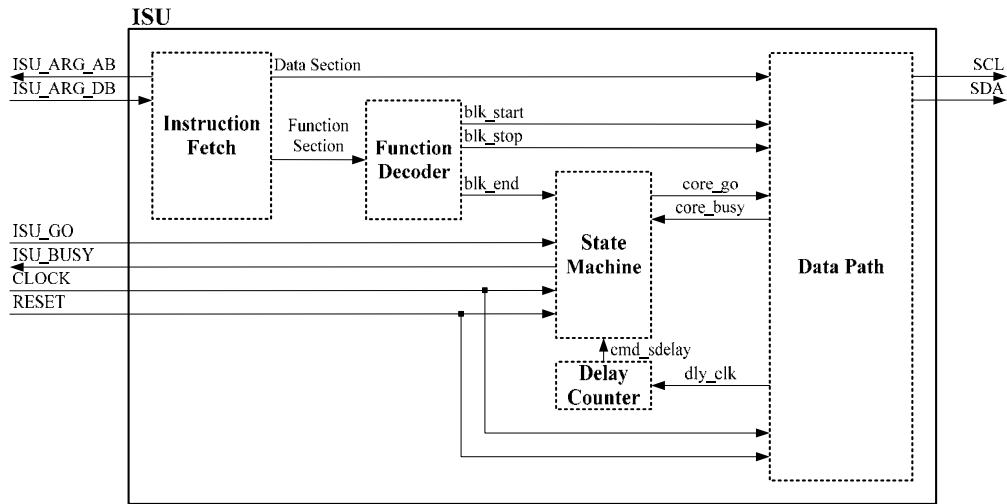 ISU
ISU_ARG_AB
ISU_ARG_DB
Instruction
Fetch
Data Section
Function
Section
Function
Decoder
blk_start
blk_stop
blk_end
ISU_GO
ISU_BUSY
CLOCK
RESET
State
Machine
core_go
core_busy
Data Path
cmd_sdelay
Delay
Counter
dly_clk
SCL
SDA